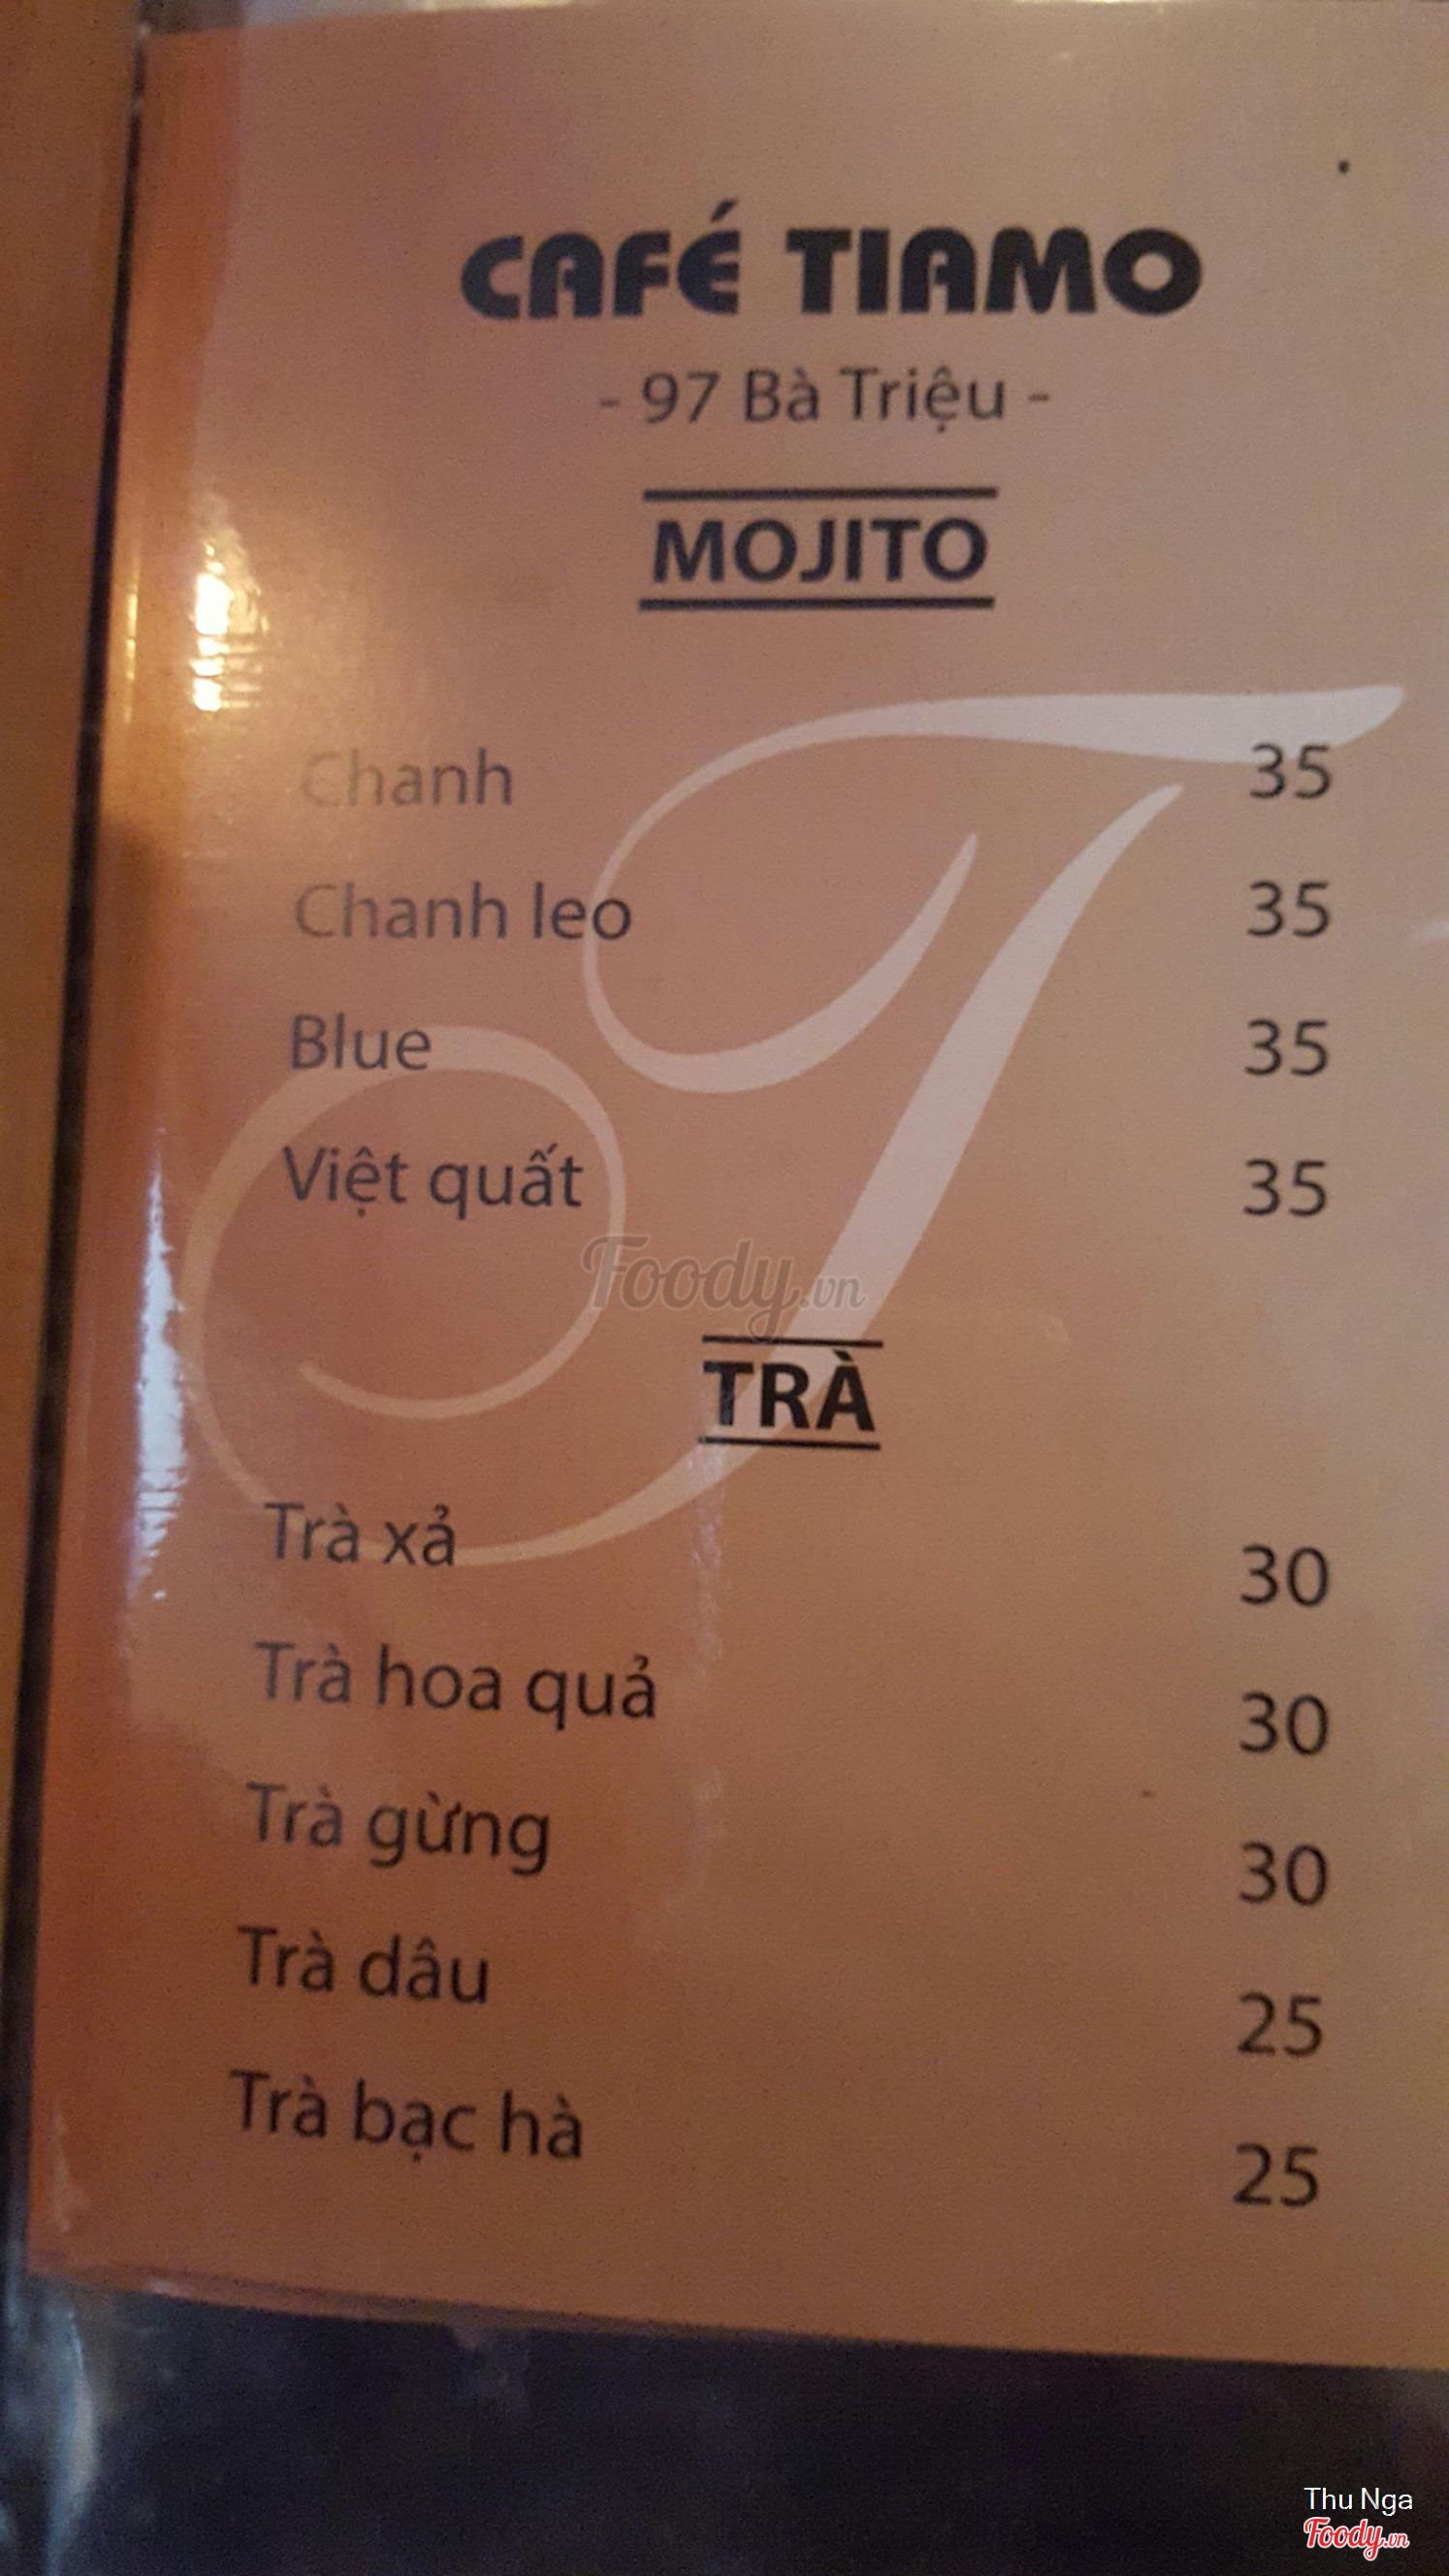 CAFÉ TIAMO
- 97 Bà Triệu -
MOJITO
Chanh 35
Chanh leo 35
Blue 35
Việt quất 35
Foody.vn
TRÀ
Trà xả 30
Trà hoa quả 30
Trà gừng 30
Trà dâu 25
Trà bạc hà 25
Thu Nga
Foody.vn